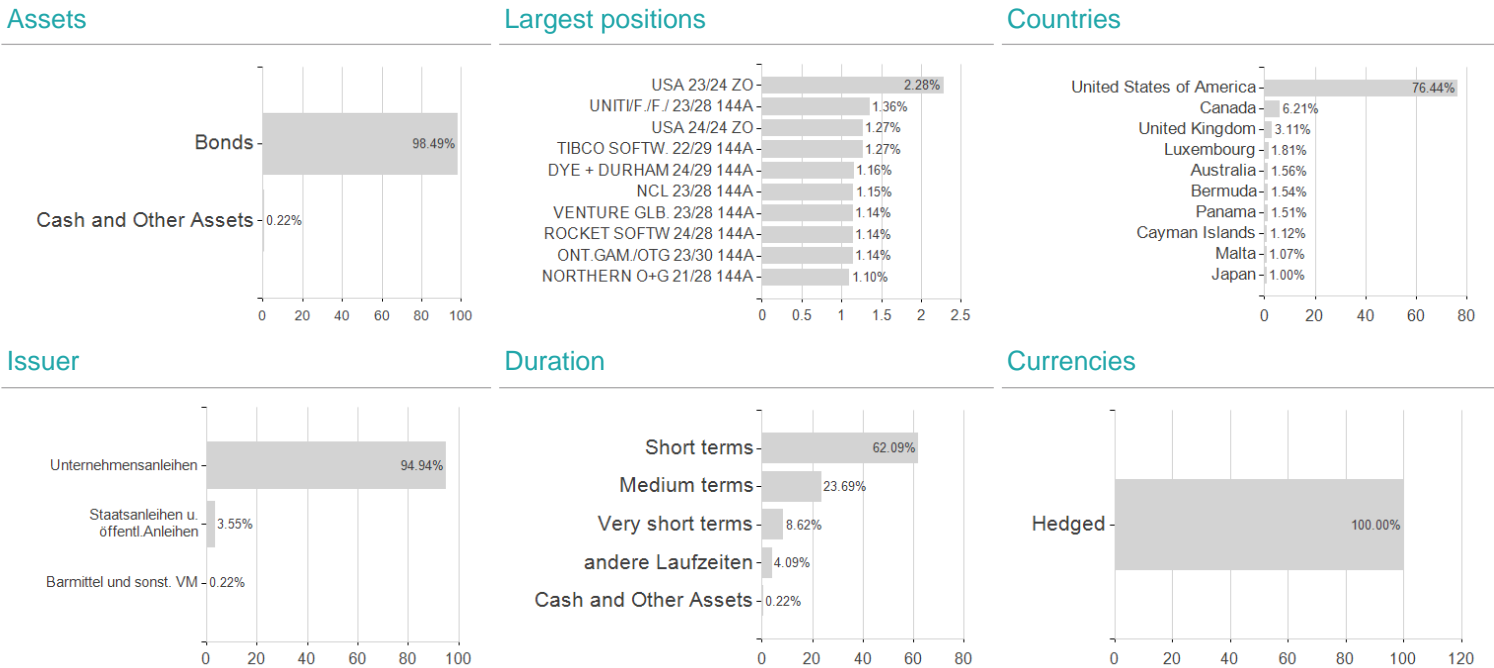 Assets
Bonds
98.49%
Cash and Other Assets
0.22%
0 20 40 60 80 100
Largest positions
USA 23/24 ZO
2.28%
UNITI/F./F./ 23/28 144A
1.36%
USA 24/24 ZO
1.27%
TIBCO SOFTW. 22/29 144A
1.27%
DYE + DURHAM 24/29 144A
1.16%
NCL 23/28 144A
1.15%
VENTURE GLB. 23/28 144A
1.14%
ROCKET SOFTW 24/28 144A
1.14%
ONT.GAM./OTG 23/30 144A
1.14%
NORTHERN O+G 21/28 144A
1.10%
0 0.5 1 1.5 2 2.5
Countries
United States of America
76.44%
Canada
6.21%
United Kingdom
3.11%
Luxembourg
1.81%
Australia
1.56%
Bermuda
1.54%
Panama
1.51%
Cayman Islands
1.12%
Malta
1.07%
Japan
1.00%
0 20 40 60 80
Issuer
Unternehmensanleihen
94.94%
Staatsanleihen u.
öffentl.Anleihen
3.55%
Barmittel und sonst. VM
0.22%
0 20 40 60 80 100
Duration
Short terms
62.09%
Medium terms
23.69%
Very short terms
8.62%
andere Laufzeiten
4.09%
Cash and Other Assets
0.22%
0 20 40 60 80
Currencies
Hedged
100.00%
0 20 40 60 80 100 120